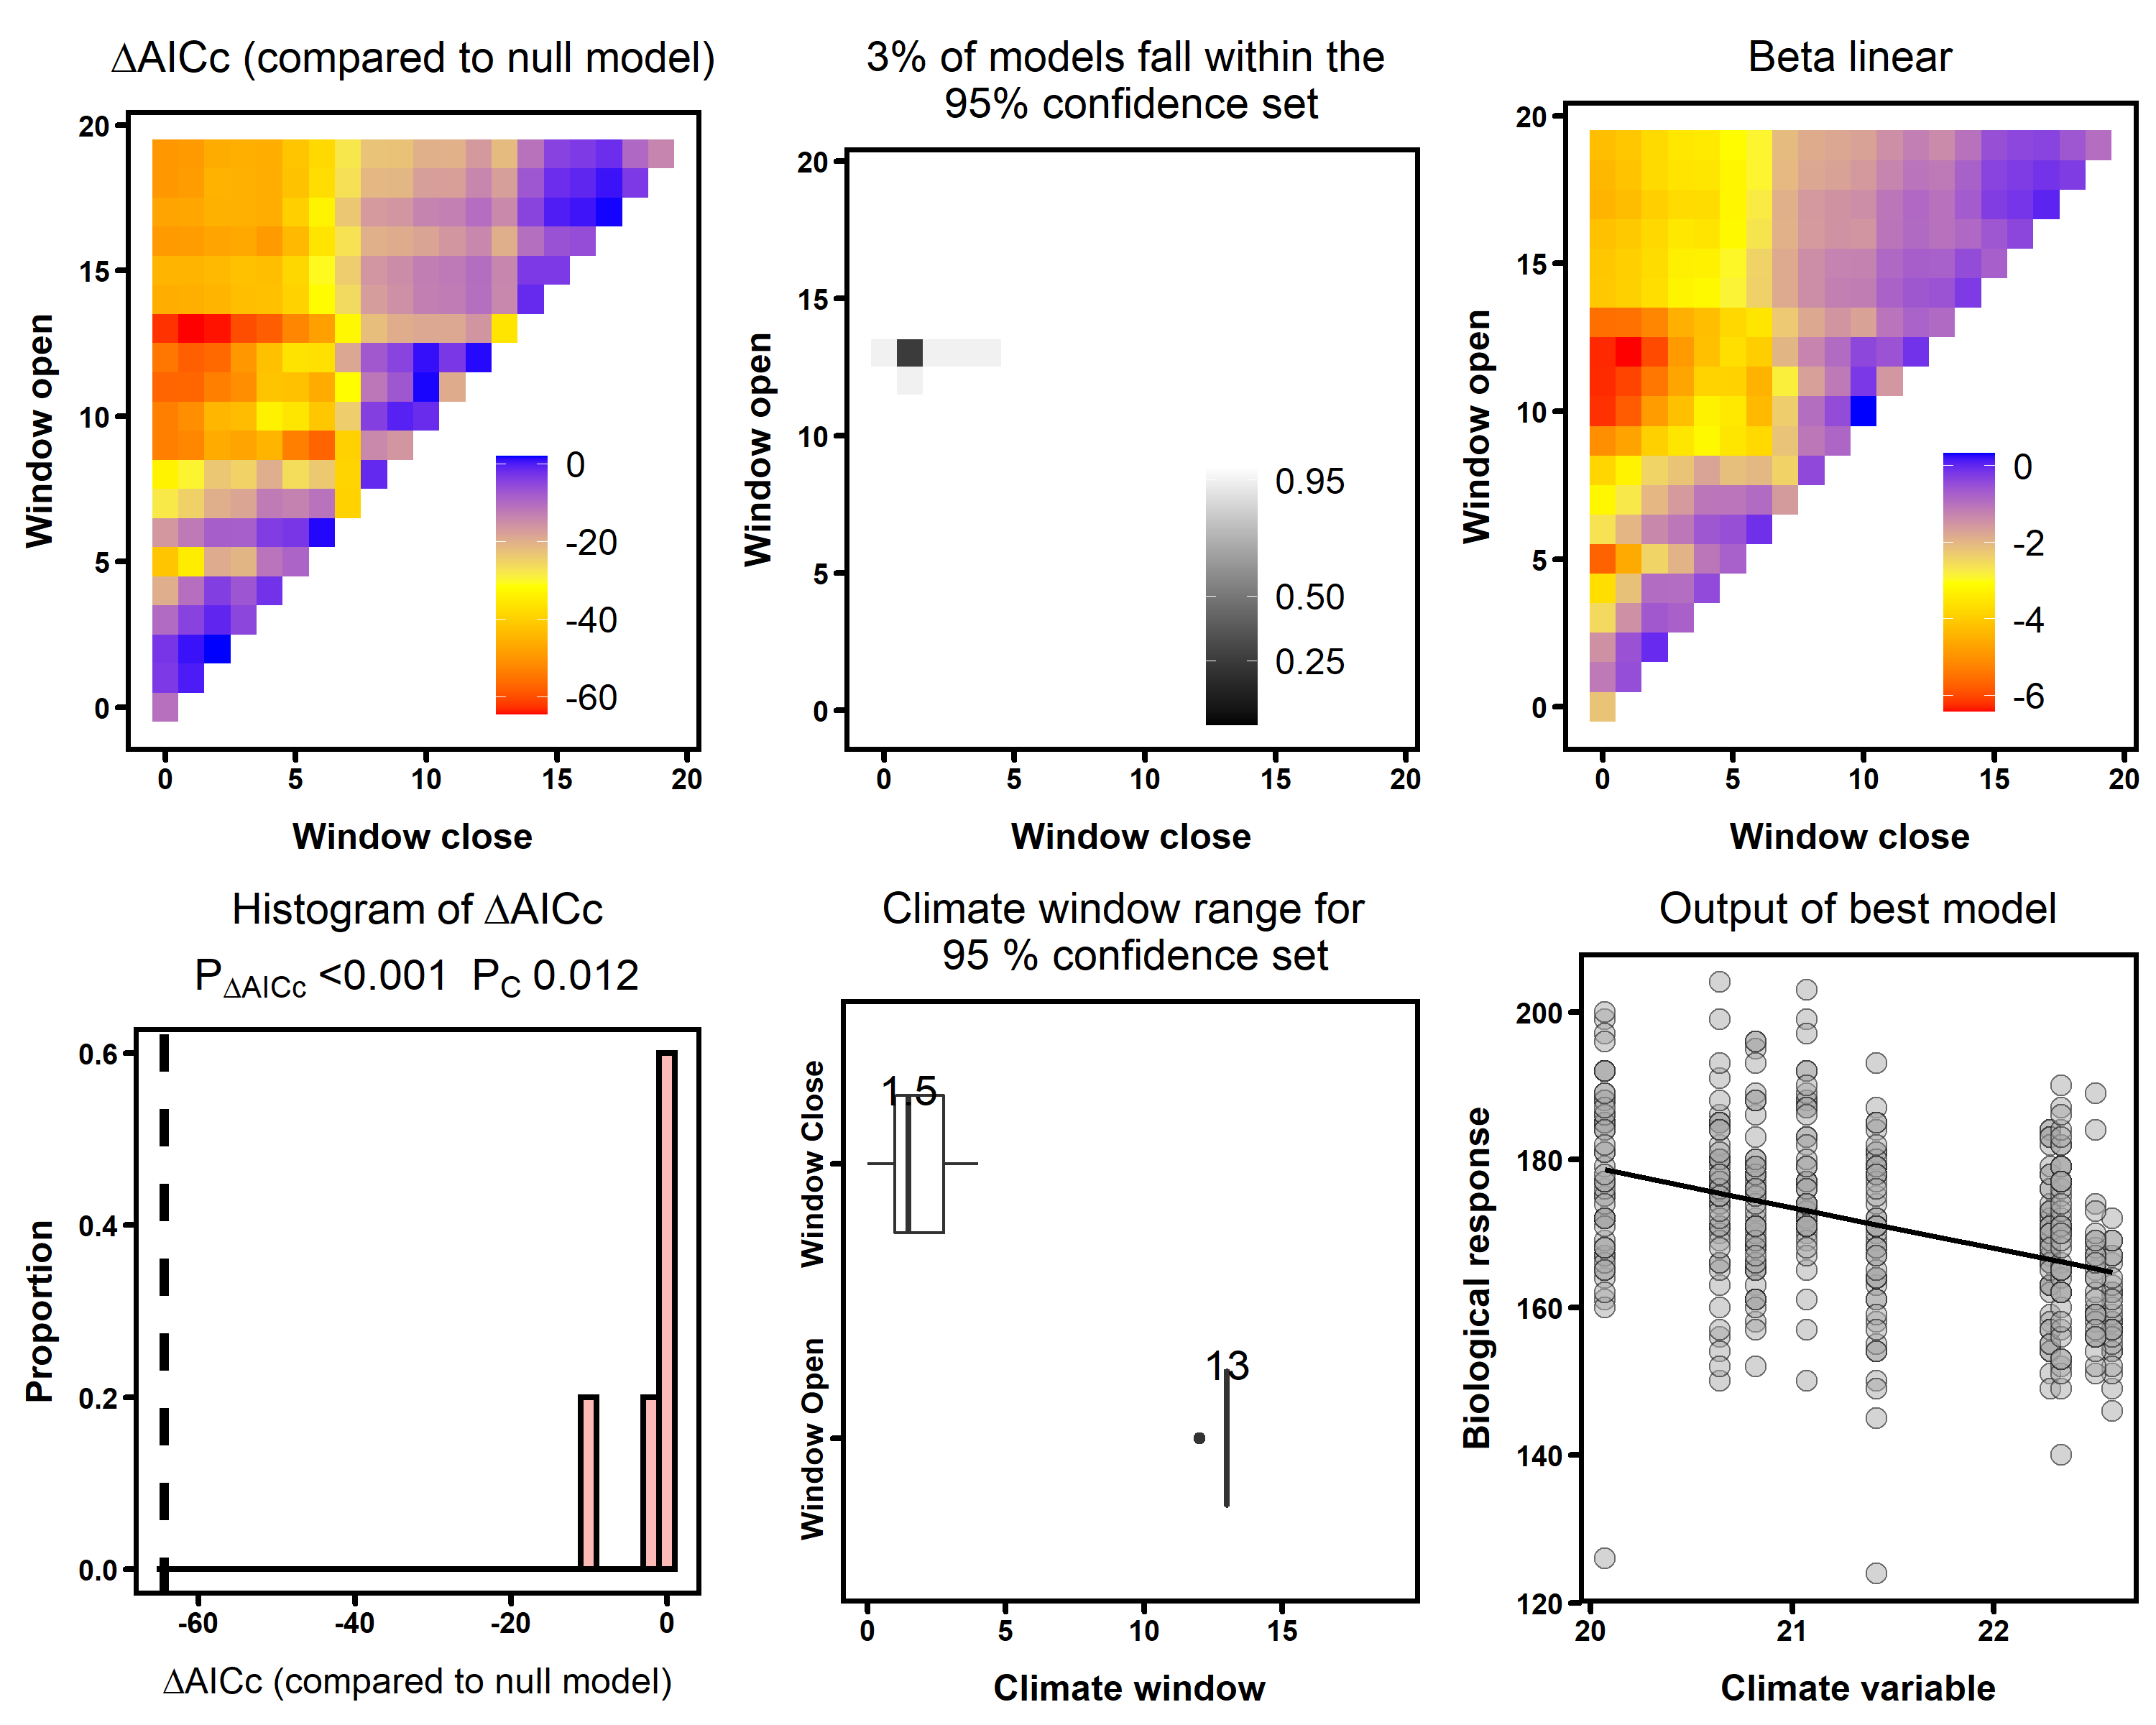 ΔAICc (compared to null model)
20
15
10
5
0
Window open
0
-20
-40
-60
0 5 10 15 20
Window close
3% of models fall within the
95% confidence set
20
15
10
5
0
Window open
0.95
0.50
0.25
0 5 10 15 20
Window close
Beta linear
20
15
10
5
0
Window open
0
-2
-4
-6
0 5 10 15 20
Window close
Histogram of ΔAICc
PΔAICc <0.001 PC 0.012
0.6
0.4
0.2
0.0
Proportion
-60 -40 -20 0
ΔAICc (compared to null model)
Climate window range for
95 % confidence set
Window Close
1.5
Window Open
13
0 5 10 15
Climate window
Output of best model
200
180
160
140
120
Biological response
20 21 22
Climate variable